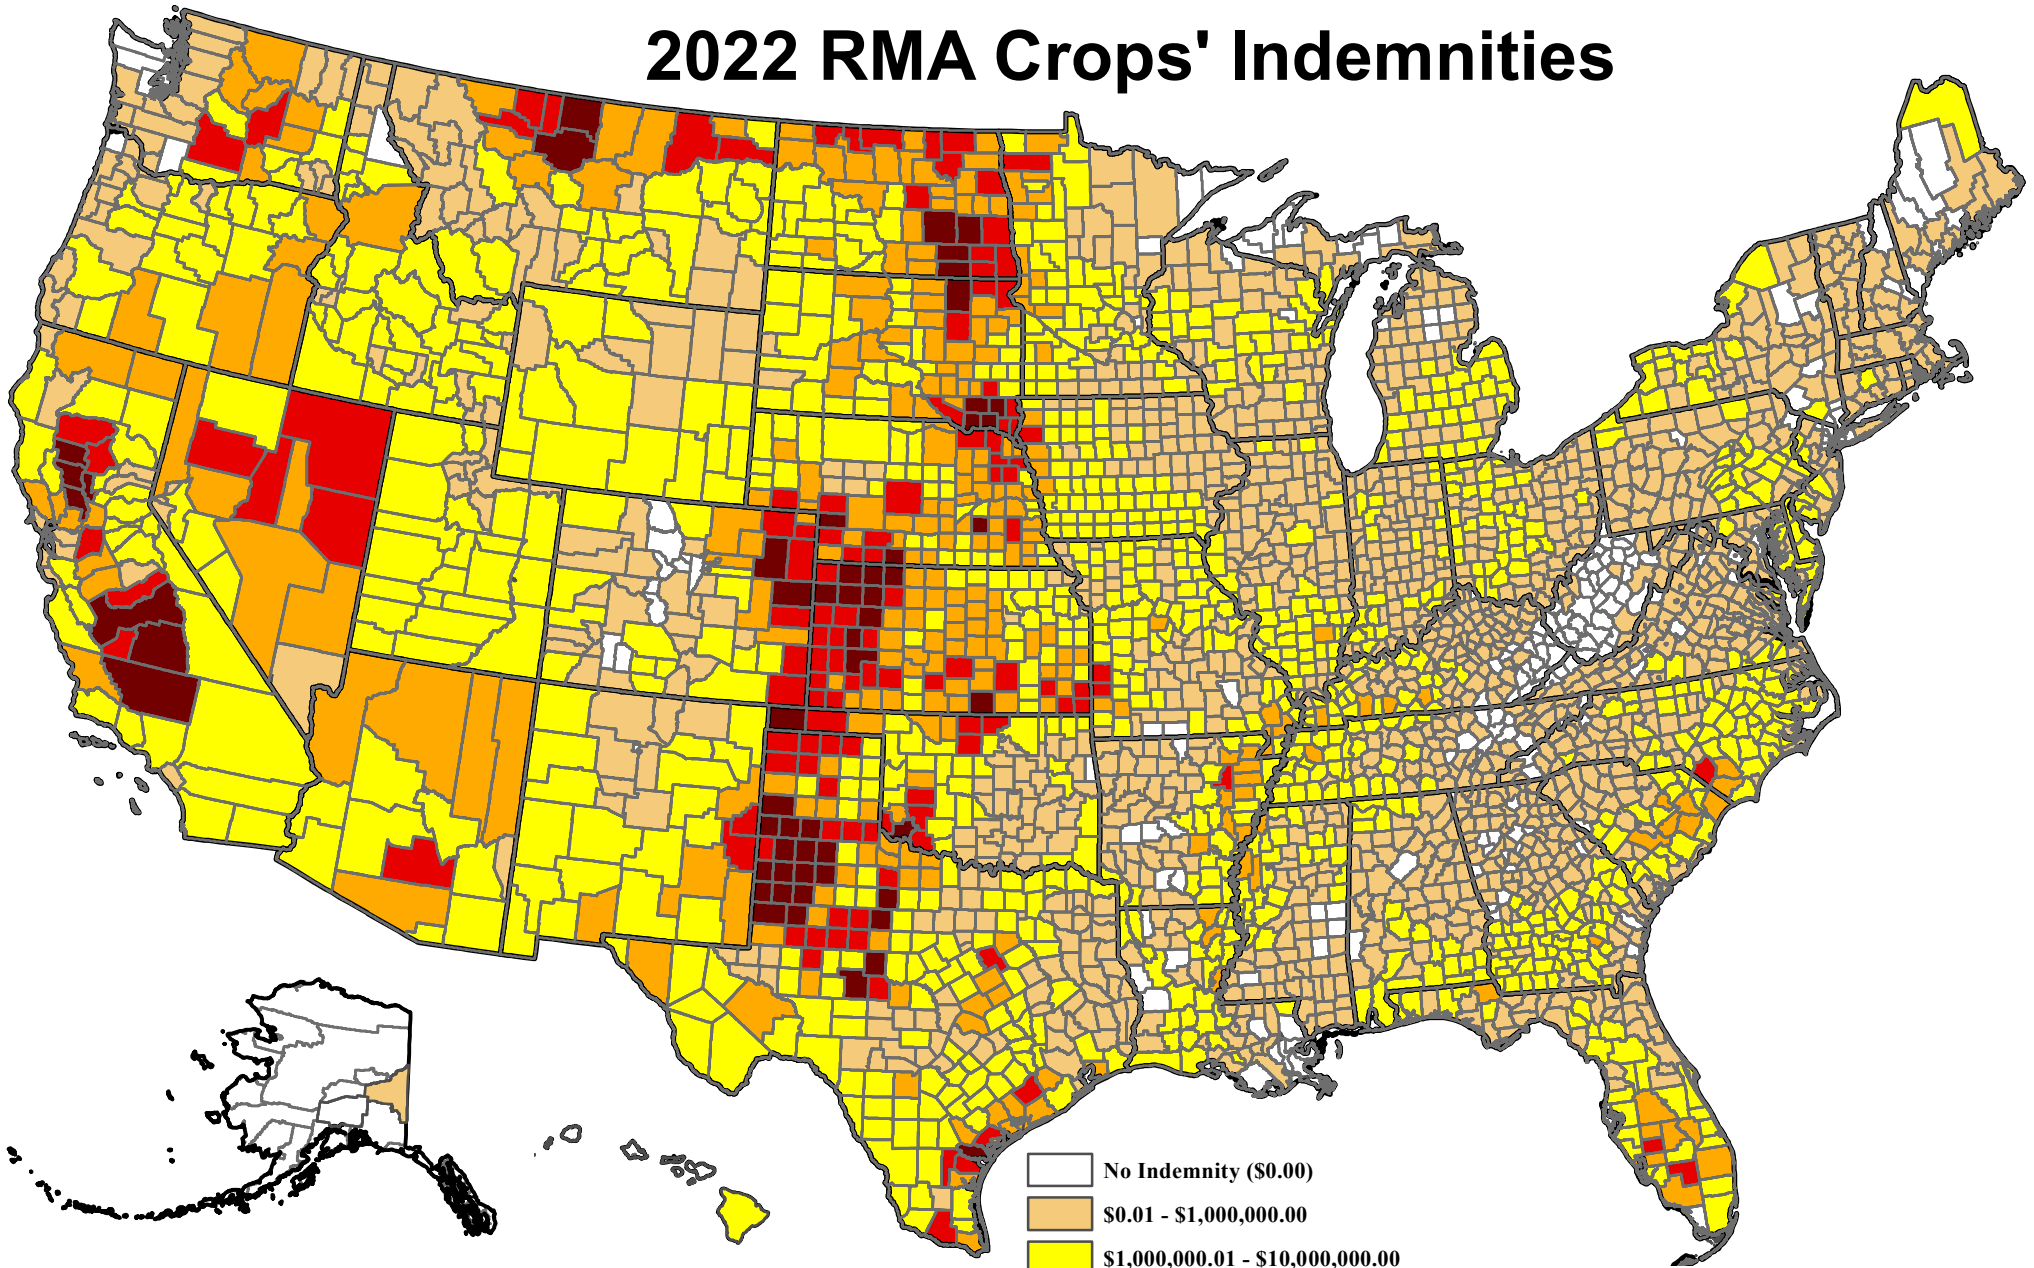 2022 RMA Crops' Indemnities
No Indemnity ($0.00)
$0.01 - $1,000,000.00
$1,000,000.01 - $10,000,000.00